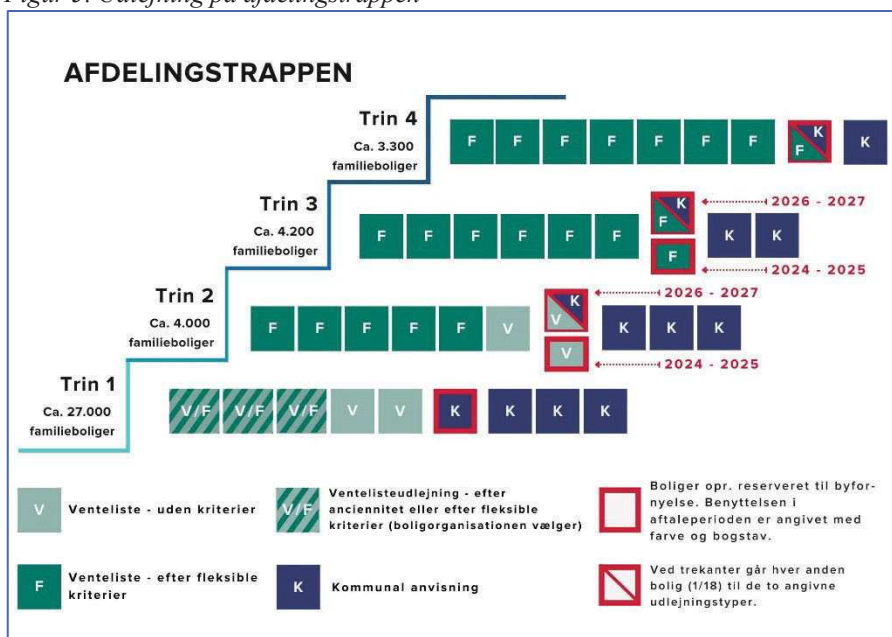 Figur Udlejning på afdelingstrappen
AFDELINGSTRAPPEN
Trin 4
Ca. 3.300
familieboliger
F F F F F F F K F K
Trin 3
Ca. 4.200
familieboliger
F F F F F F K F K K
F
2026 - 2027
2024 - 2025
Trin 2
Ca. 4.000
familieboliger
F F F F F V K V K K K
V
2026 - 2027
2024 - 2025
Trin 1
Ca. 27.000
familieboliger
V/F V/F V/F V V K K K K
V
Venteliste - uden kriterier
F
Venteliste - efter fleksible
kriterier
V/F
Ventelisteudlejning - efter
anciennitet eller efter fleksible
kriterier (boligorganisationen vælger)
K
Kommunal anvisning
Boliger opr. reserveret til byfor-
nyelse. Benyttelsen i
aftaleperioden er angivet med
farve og bogstav.
Ved trekanter går hver anden
bolig (1/18) til de to angivne
udlejningstyper.